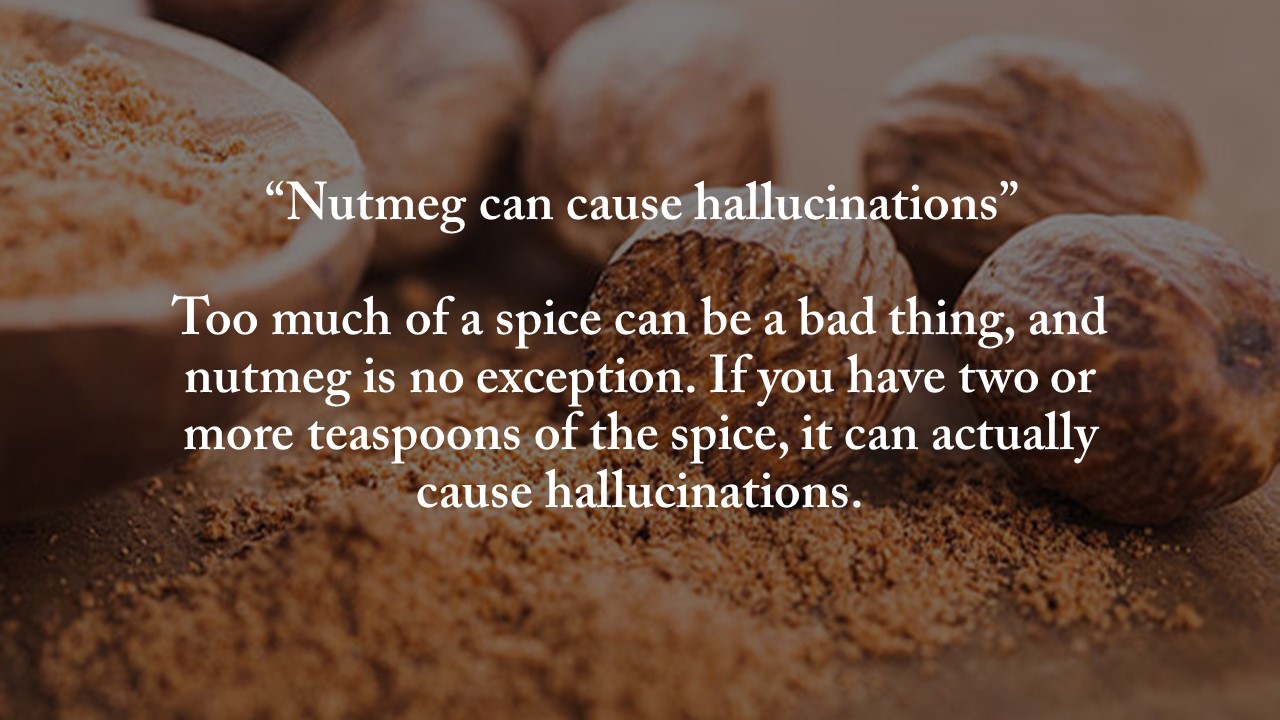 “Nutmeg can cause hallucinations”
Too much of a spice can be a bad thing, and
nutmeg is no exception. If you have two or
more teaspoons of the spice, it can actually
cause hallucinations.